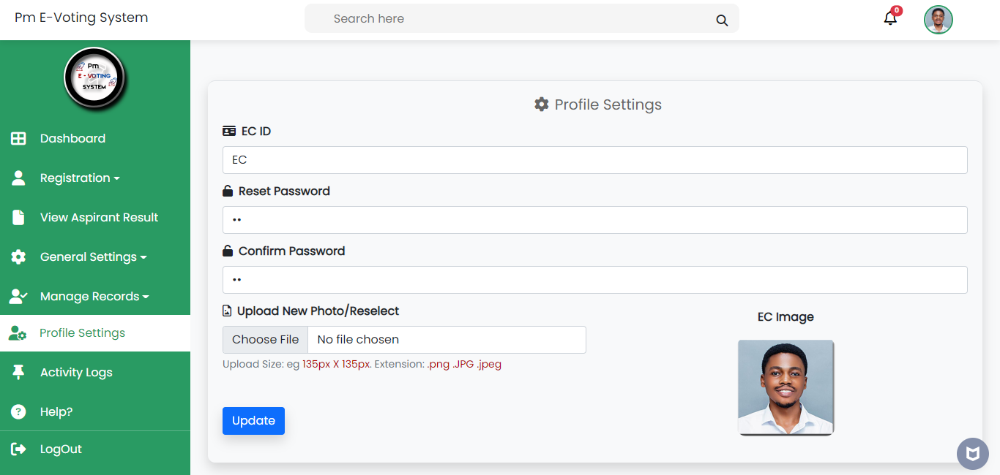 Pm E-Voting System
Search here
0
Pm
E - VOTING
SYSTEM
Dashboard
Registration
View Aspirant Result
General Settings
Manage Records
Profile Settings
Activity Logs
Help?
LogOut
Profile Settings
EC ID
EC
Reset Password
••
Confirm Password
••
Upload New Photo/Reselect
Choose File No file chosen
Upload Size: eg 135px X 135px. Extension: .png .JPG .jpeg
Update
EC Image